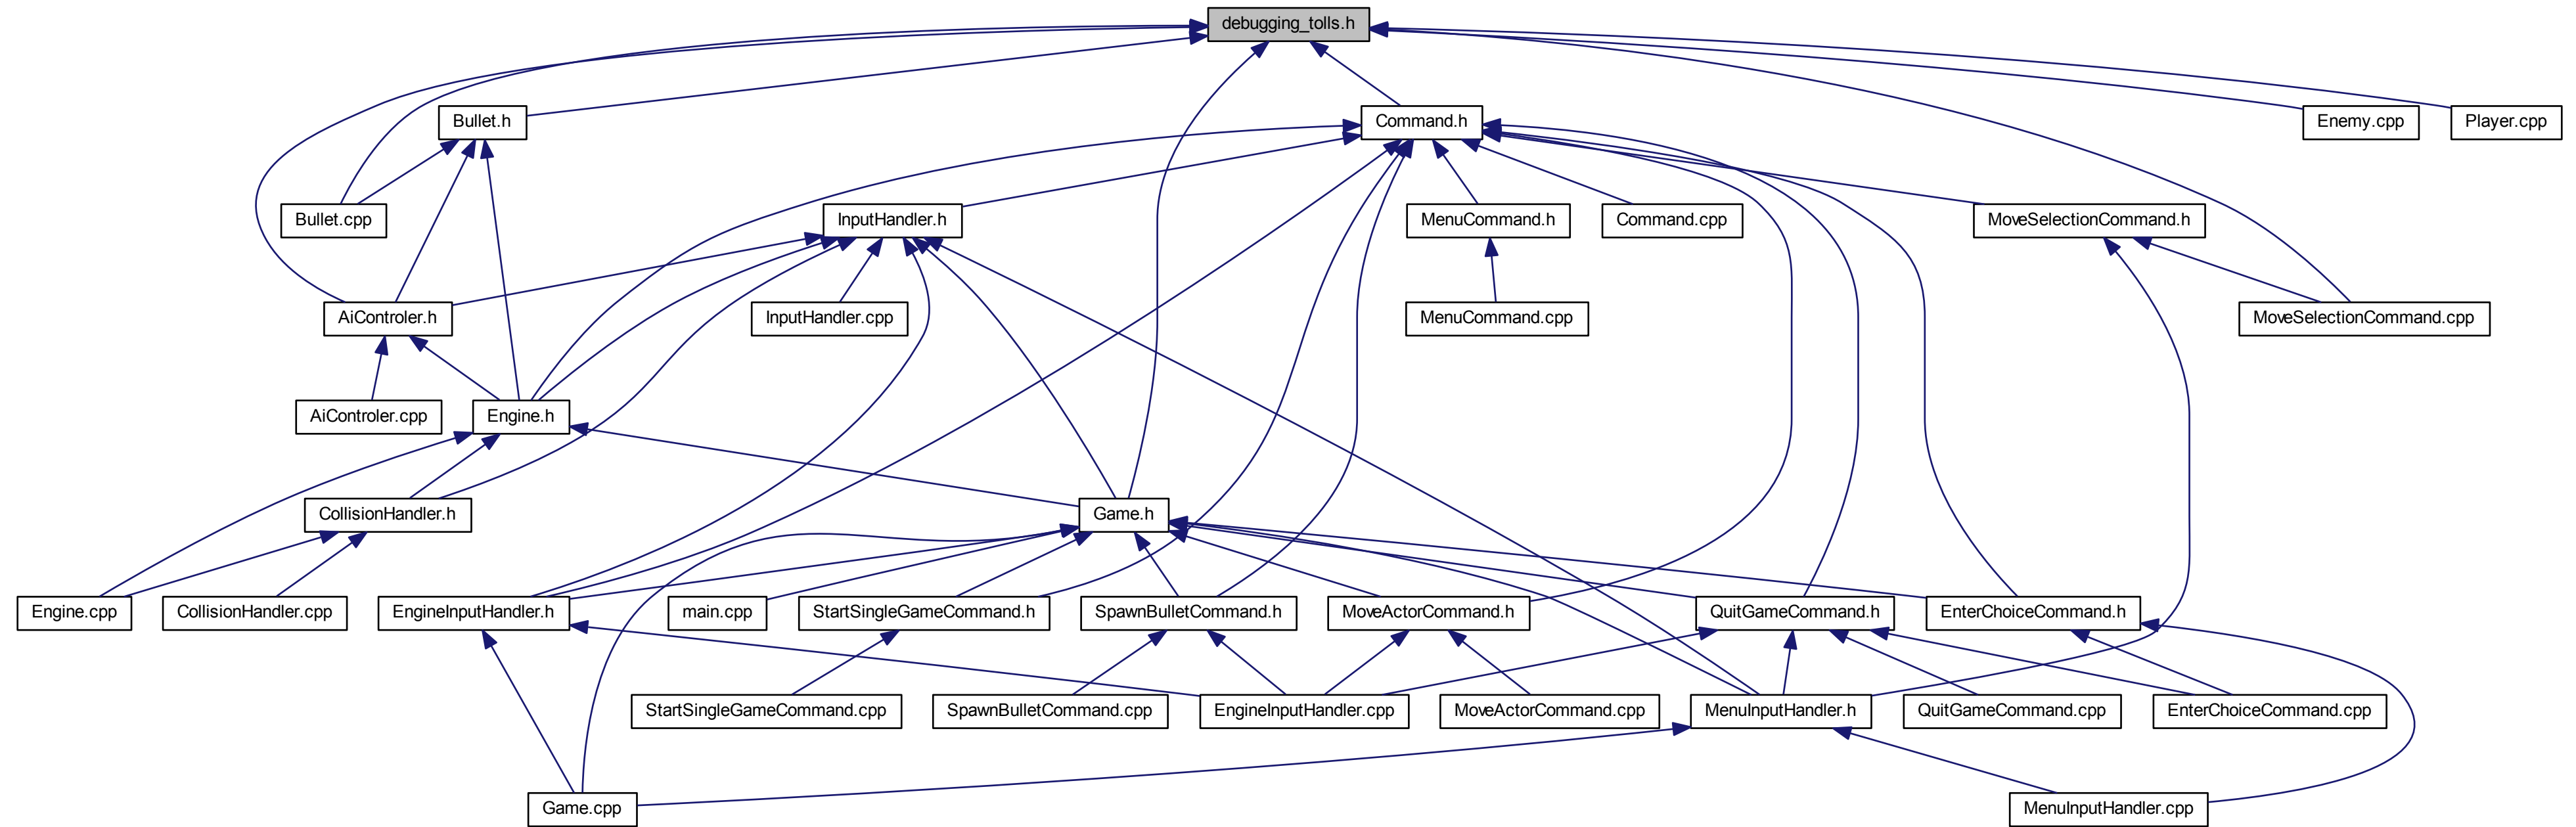 debugging_tolls.h
Bullet.h
Command.h
Enemy.cpp
Player.cpp
Bullet.cpp
InputHandler.h
MenuCommand.h
Command.cpp
MoveSelectionCommand.h
AiControler.h
InputHandler.cpp
MenuCommand.cpp
MoveSelectionCommand.cpp
AiControler.cpp
Engine.h
CollisionHandler.h
Game.h
Engine.cpp
CollisionHandler.cpp
EngineInputHandler.h
main.cpp
StartSingleGameCommand.h
SpawnBulletCommand.h
MoveActorCommand.h
QuitGameCommand.h
EnterChoiceCommand.h
StartSingleGameCommand.cpp
SpawnBulletCommand.cpp
EngineInputHandler.cpp
MoveActorCommand.cpp
MenuInputHandler.h
QuitGameCommand.cpp
EnterChoiceCommand.cpp
Game.cpp
MenuInputHandler.cpp